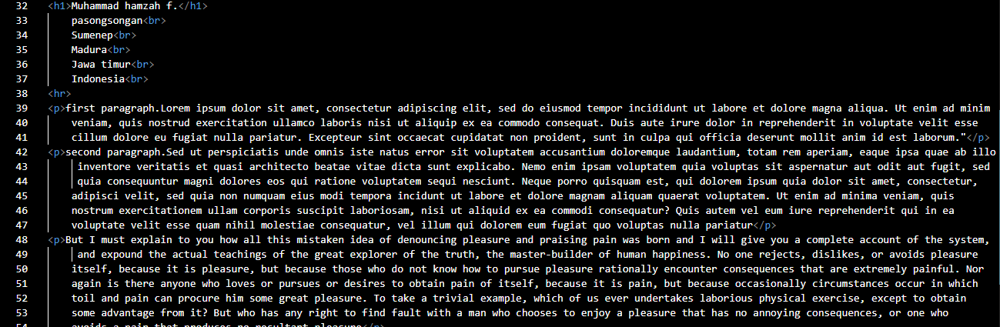 32 <h1>Muhammad hamzah f.</h1>
33 pasongsongan<br>
34 Sumenep<br>
35 Madura<br>
36 Jawa timur<br>
37 Indonesia<br>
38 <hr>
39 <p>first paragraph.Lorem ipsum dolor sit amet, consectetur adipiscing elit, sed do eiusmod tempor incididunt ut labore et dolore magna aliqua. Ut enim ad minim
40 veniam, quis nostrud exercitation ullamco laboris nisi ut aliquip ex ea commodo consequat. Duis aute irure dolor in reprehenderit in voluptate velit esse
41 cillum dolore eu fugiat nulla pariatur. Excepteur sint occaecat cupidatat non proident, sunt in culpa qui officia deserunt mollit anim id est laborum."</p>
42 <p>second paragraph.Sed ut perspiciatis unde omnis iste natus error sit voluptatem accusantium doloremque laudantium, totam rem aperiam, eaque ipsa quae ab illo
43 inventore veritatis et quasi architecto beatae vitae dicta sunt explicabo. Nemo enim ipsam voluptatem quia voluptas sit aspernatur aut odit aut fugit, sed
44 quia consequuntur magni dolores eos qui ratione voluptatem sequi nesciunt. Neque porro quisquam est, qui dolorem ipsum quia dolor sit amet, consectetur,
45 adipisci velit, sed quia non numquam eius modi tempora incidunt ut labore et dolore magnam aliquam quaerat voluptatem. Ut enim ad minima veniam, quis
46 nostrum exercitationem ullam corporis suscipit laboriosam, nisi ut aliquid ex ea commodi consequatur? Quis autem vel eum iure reprehenderit qui in ea
47 voluptate velit esse quam nihil molestiae consequatur, vel illum qui dolorem eum fugiat quo voluptas nulla pariatur</p>
48 <p>But I must explain to you how all this mistaken idea of denouncing pleasure and praising pain was born and I will give you a complete account of the system,
49 and expound the actual teachings of the great explorer of the truth, the master-builder of human happiness. No one rejects, dislikes, or avoids pleasure
50 itself, because it is pleasure, but because those who do not know how to pursue pleasure rationally encounter consequences that are extremely painful. Nor
51 again is there anyone who loves or pursues or desires to obtain pain of itself, because it is pain, but because occasionally circumstances occur in which
52 toil and pain can procure him some great pleasure. To take a trivial example, which of us ever undertakes laborious physical exercise, except to obtain
53 some advantage from it? But who has any right to find fault with a man who chooses to enjoy a pleasure that has no annoying consequences, or one who
54 avoids a pain that produces no resultant pleasure</p>